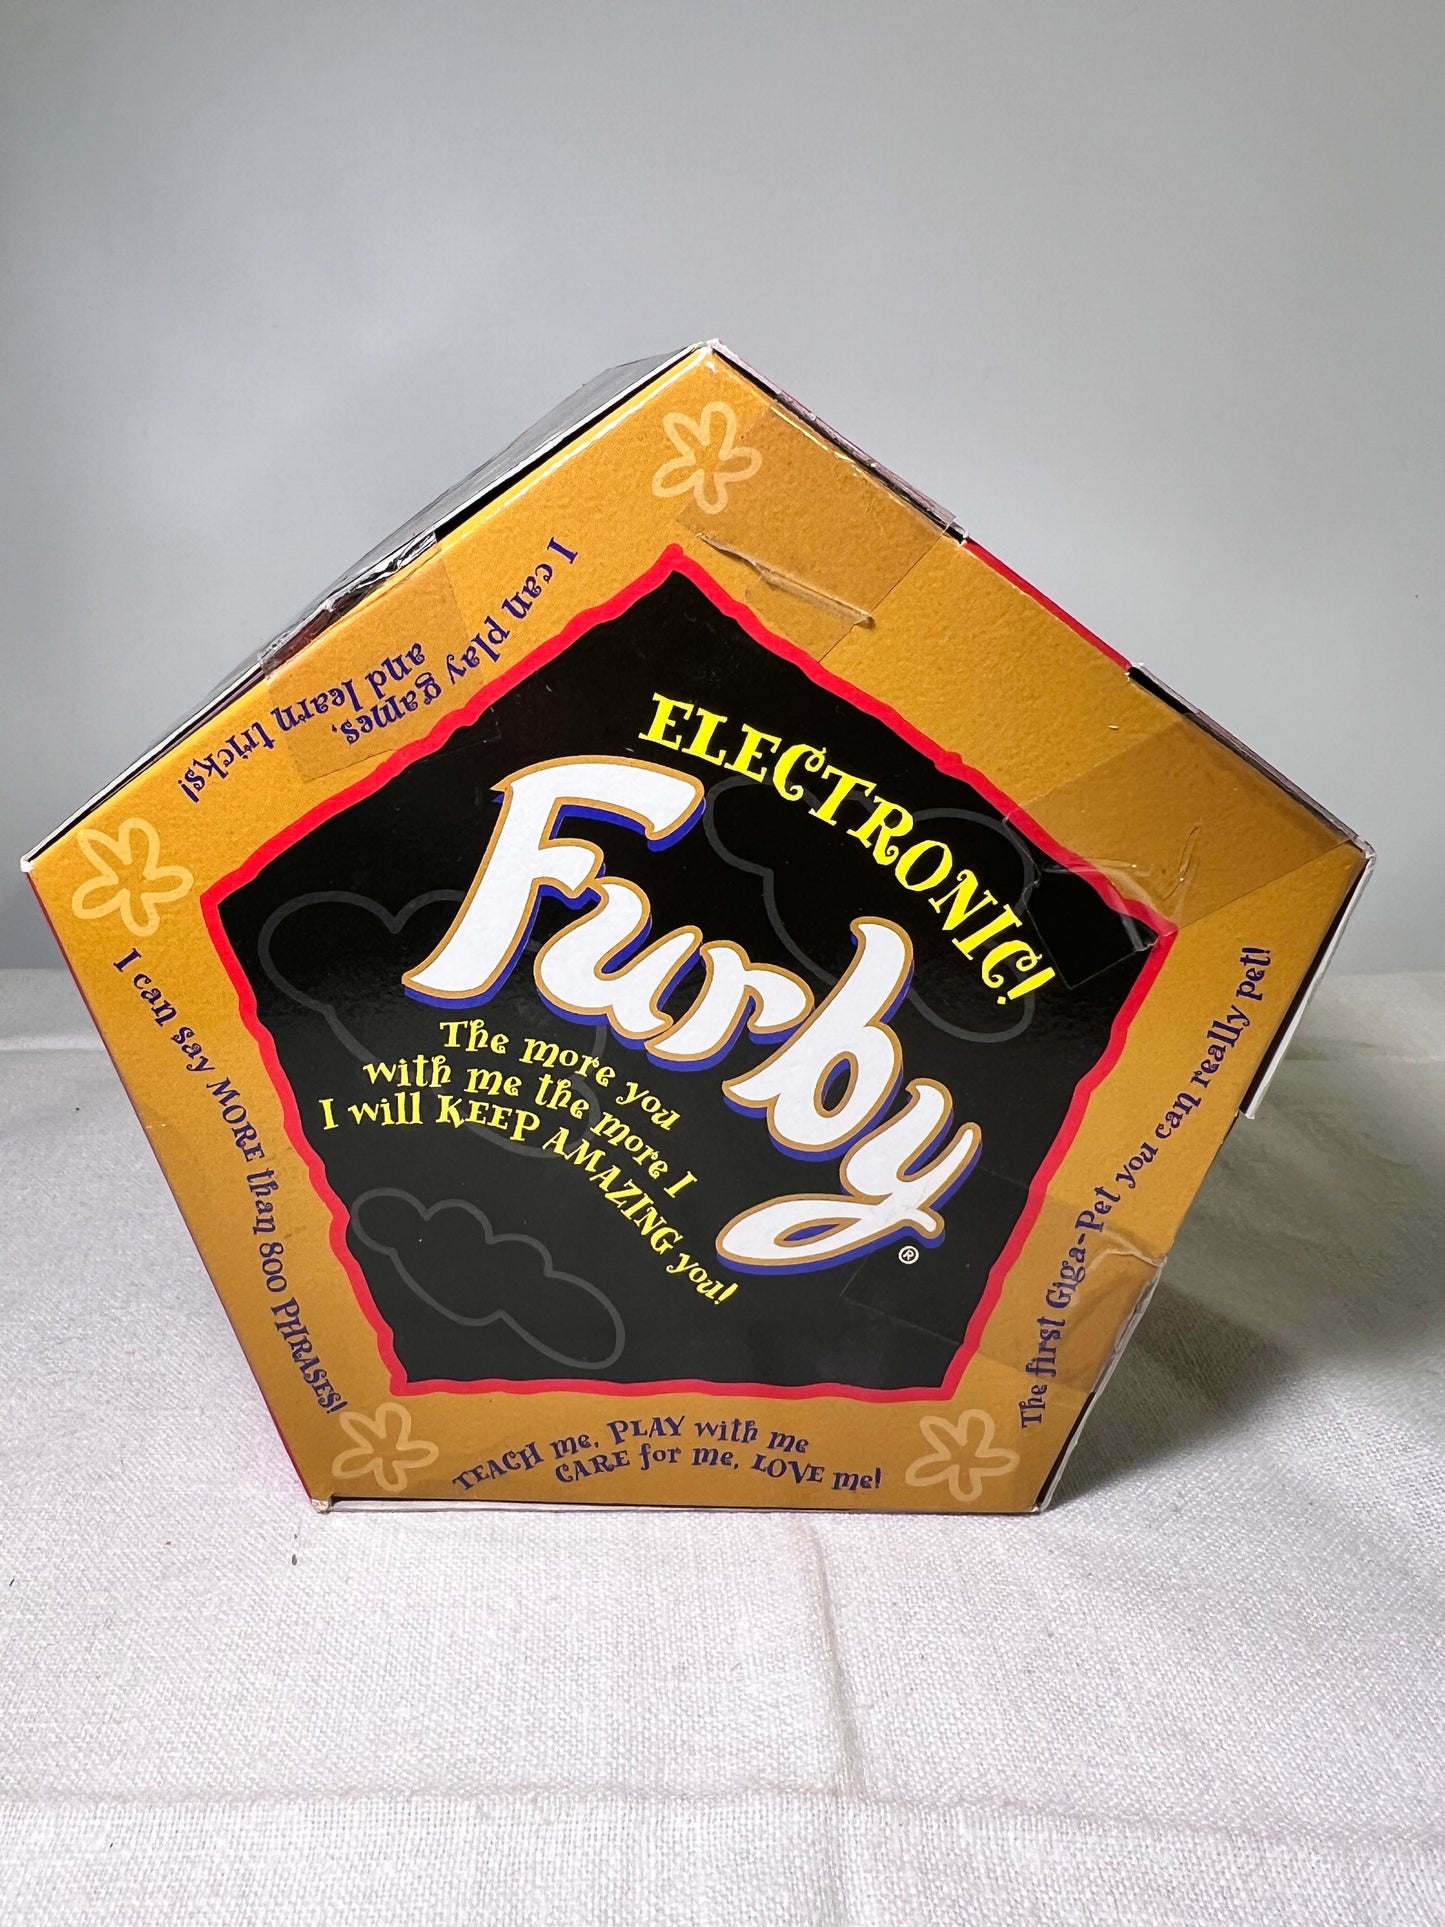 ELECTRONIC!
Furby®
The more you
with me the more I
I will KEEP AMAZING you!
I can play games,
and learn tricks!
I can say MORE than 800 PHRASES!
TEACH me, PLAY with me
CARE for me, LOVE me!
The first Giga-Pet you can really pet!